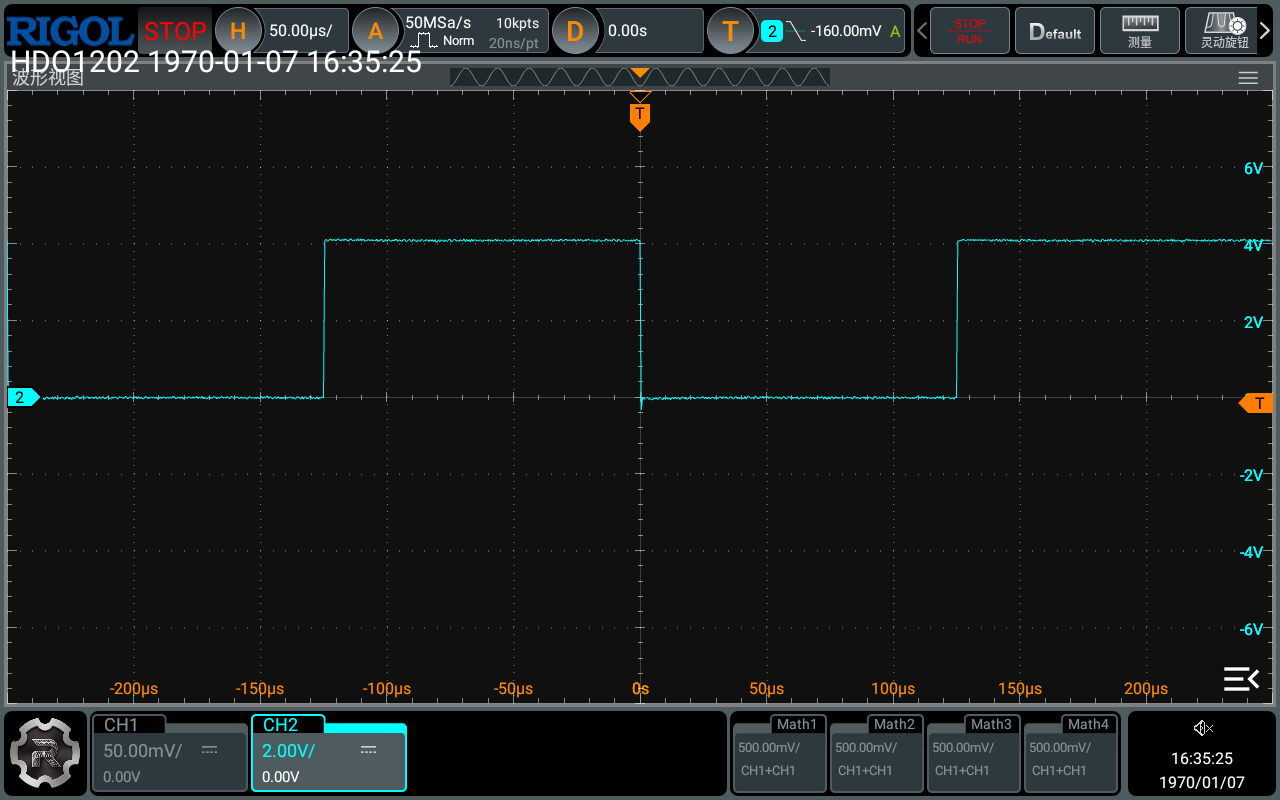 RIGOL STOP H 50.00μs/ A 50MSa/s 10kpts D 0.00s T 2 -160.00mV A STOP RUN Default 测量 灵动旋钮
Norm 20ns/pt
HDO1202 1970-01-07 16:35:25
波形视图
T
6V
4V
2V
2
T
-2V
-4V
-6V
-200μs -150μs -100μs -50μs 0s 50μs 100μs 150μs 200μs
CH1 CH2 Math1 Math2 Math3 Math4
50.00mV/ 2.00V/ 500.00mV/ 500.00mV/ 500.00mV/ 500.00mV/
0.00V 0.00V CH1+CH1 CH1+CH1 CH1+CH1 CH1+CH1
R
16:35:25
1970/01/07